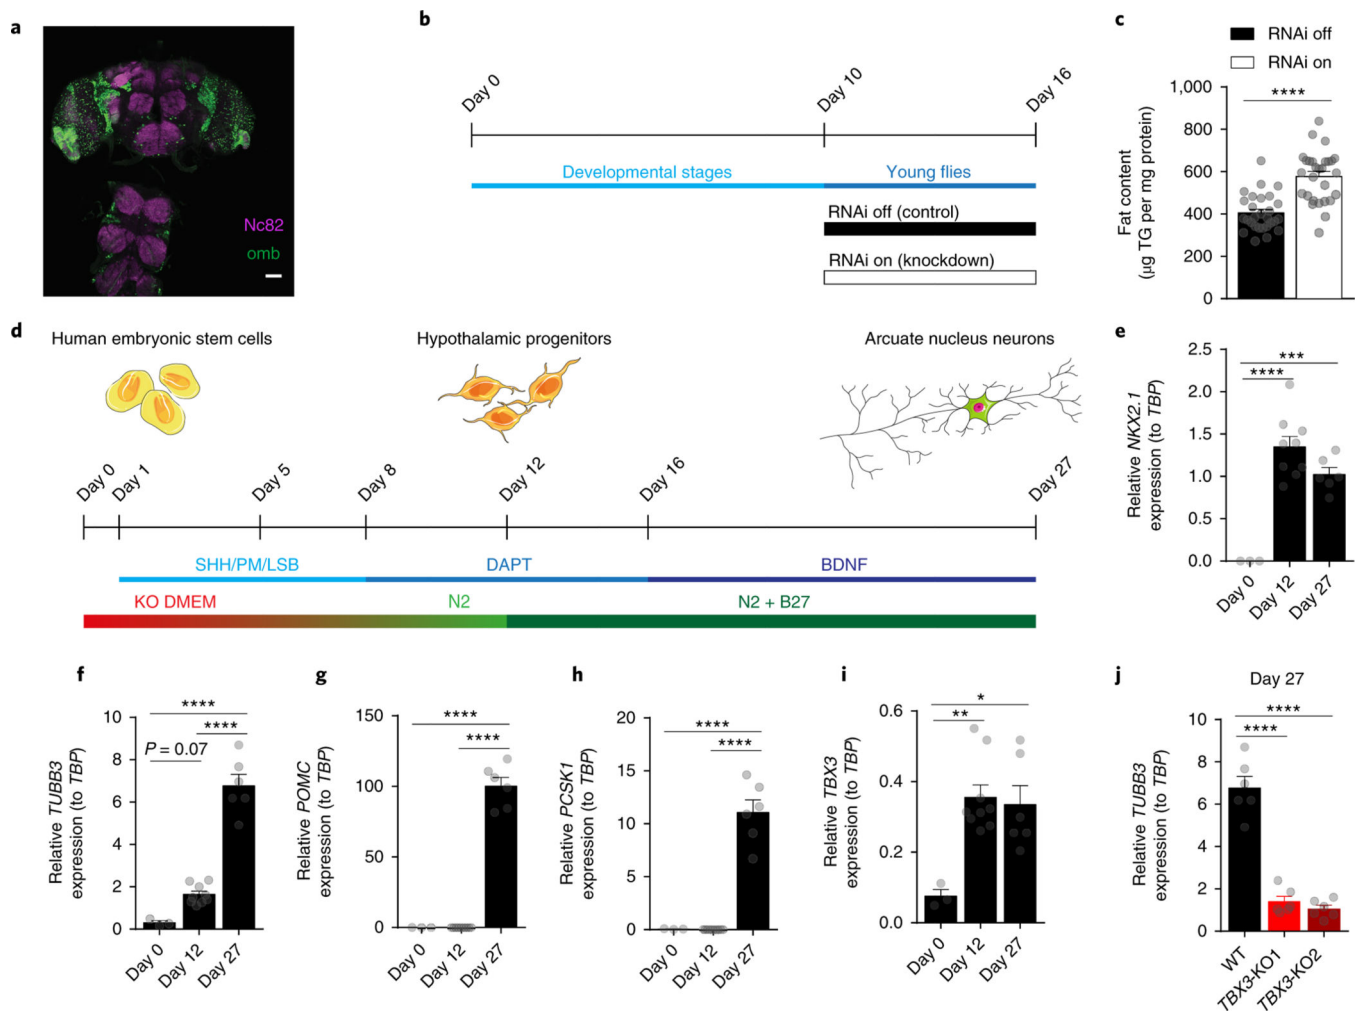 a
Nc82
omb
b
Day 0
Day 10
Day 16
Developmental stages
Young flies
RNAi off (control)
RNAi on (knockdown)
c
RNAi off
RNAi on
****
1,000
800
600
400
200
0
Fat content
(µg TG per mg protein)
d
Human embryonic stem cells
Hypothalamic progenitors
Arcuate nucleus neurons
Day 0
Day 1
Day 5
Day 8
Day 12
Day 16
Day 27
SHH/PM/LSB
DAPT
BDNF
KO DMEM
N2
N2 + B27
e
2.5
2.0
1.5
1.0
0.5
0.0
Relative NKX2.1
expression (to TBP)
***
****
Day 0
Day 12
Day 27
f
10
8
6
4
2
0
Relative TUBB3
expression (to TBP)
****
****
P = 0.07
Day 0
Day 12
Day 27
g
150
100
50
0
Relative POMC
expression (to TBP)
****
****
Day 0
Day 12
Day 27
h
20
15
10
5
0
Relative PCSK1
expression (to TBP)
****
****
Day 0
Day 12
Day 27
i
0.6
0.4
0.2
0.0
Relative TBX3
expression (to TBP)
*
**
Day 0
Day 12
Day 27
j
Day 27
10
8
6
4
2
0
Relative TUBB3
expression (to TBP)
****
****
WT
TBX3-KO1
TBX3-KO2